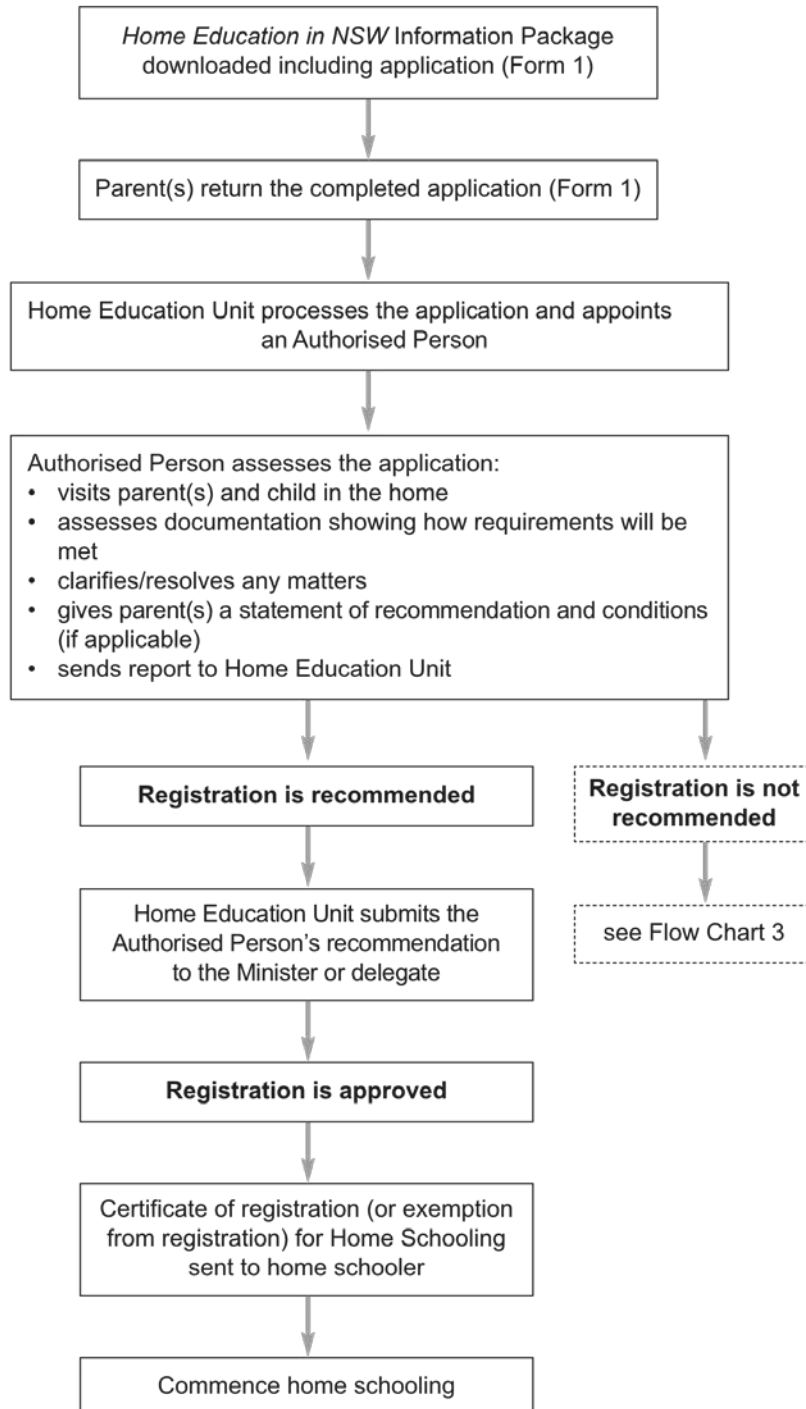 Home Education in NSW Information Package
downloaded including application (Form 1)
Parent(s) return the completed application (Form 1)
Home Education Unit processes the application and appoints
an Authorised Person
Authorised Person assesses the application:
• visits parent(s) and child in the home
• assesses documentation showing how requirements will be
met
• clarifies/resolves any matters
• gives parent(s) a statement of recommendation and conditions
(if applicable)
• sends report to Home Education Unit
Registration is recommended
Registration is not
recommended
Home Education Unit submits the
Authorised Person's recommendation
to the Minister or delegate
see Flow Chart 3
Registration is approved
Certificate of registration (or exemption
from registration) for Home Schooling
sent to home schooler
Commence home schooling